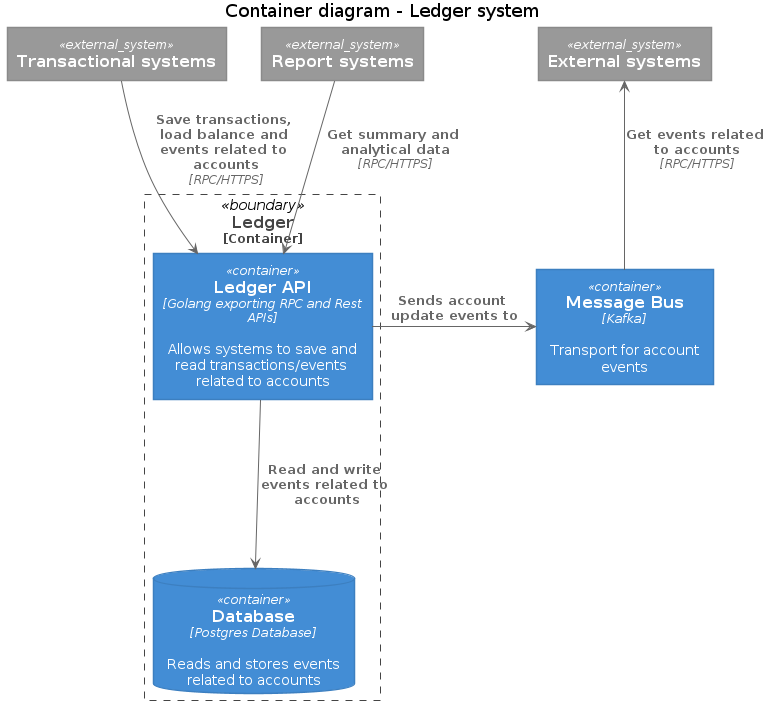 Container diagram - Ledger system
«external_system»
Transactional systems
«external_system»
Report systems
«external_system»
External systems
Save transactions,
load balance and
events related to
accounts
[RPC/HTTPS]
Get summary and
analytical data
[RPC/HTTPS]
Get events related
to accounts
[RPC/HTTPS]
«boundary»
Ledger
[Container]
«container»
Ledger API
[Golang exporting RPC and Rest
APIs]
Allows systems to save and
read transactions/events
related to accounts
Sends account
update events to
«container»
Message Bus
[Kafka]
Transport for account
events
Read and write
events related to
accounts
«container»
Database
[Postgres Database]
Reads and stores events
related to accounts